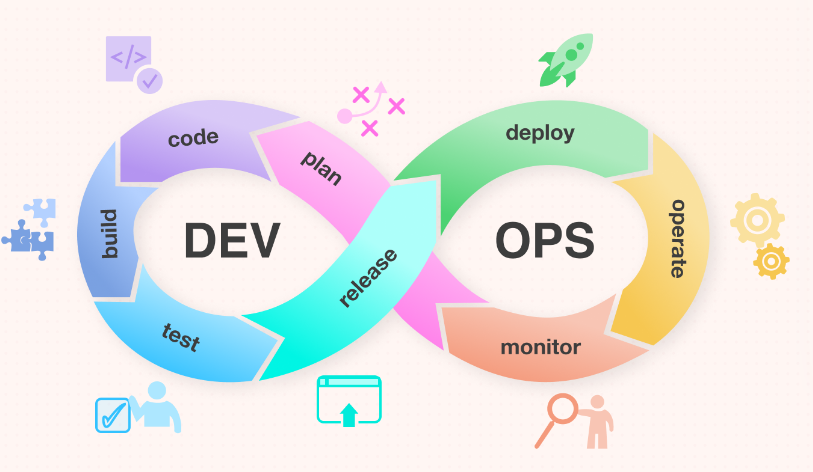 </>
code
plan
build
DEV
test
release
deploy
OPS
operate
monitor